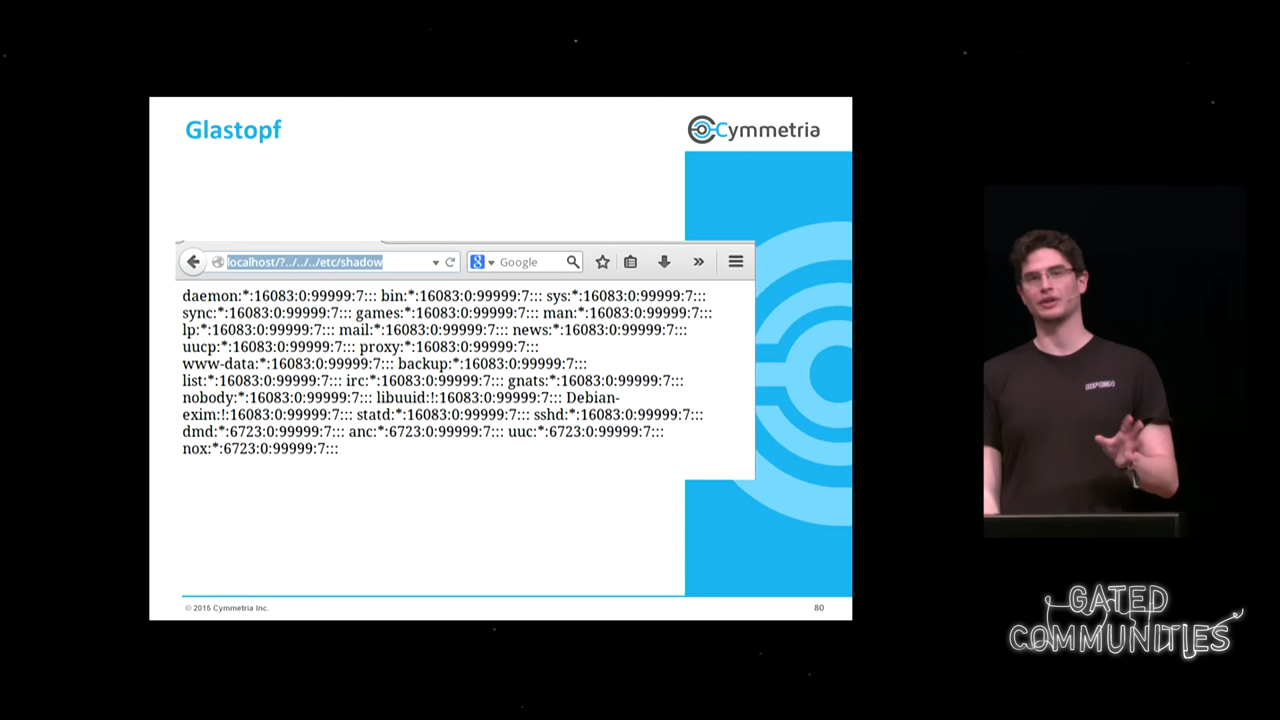 Glastopf
Cymmetria
localhost/?../../../etc/shadow
Google
daemon:*:16083:0:99999:7::: bin:*:16083:0:99999:7::: sys:*:16083:0:99999:7:::
sync:*:16083:0:99999:7::: games:*:16083:0:99999:7::: man:*:16083:0:99999:7:::
lp:*:16083:0:99999:7::: mail:*:16083:0:99999:7::: news:*:16083:0:99999:7:::
uucp:*:16083:0:99999:7::: proxy:*:16083:0:99999:7:::
www-data:*:16083:0:99999:7::: backup:*:16083:0:99999:7:::
list:*:16083:0:99999:7::: irc:*:16083:0:99999:7::: gnats:*:16083:0:99999:7:::
nobody:*:16083:0:99999:7::: libuuid:!:16083:0:99999:7::: Debian-
exim:!:16083:0:99999:7::: statd:*:16083:0:99999:7::: sshd:*:16083:0:99999:7:::
dmd:*:6723:0:99999:7::: anc:*:6723:0:99999:7::: uuc:*:6723:0:99999:7:::
nox:*:6723:0:99999:7:::
© 2015 Cymmetria Inc.
80
GATED
COMMUNITIES